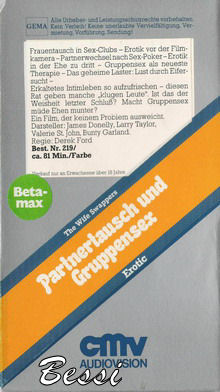 Alle Urheber- und Leistungsschutzrechte vorbehalten.
GEMA
Kein Verleih! Keine unerlaubte Vervielfältigung, Ver-
mietung, Vorführung, Sendung!
Frauentausch in Sex-Clubs – Erotik vor der Film-
kamera – Partnerwechsel nach Sex-Poker – Erotik
in der Ehe zu dritt – Gruppensex als neueste
Therapie – Das geheime Laster: Lust durch Eifer-
sucht –
Erkaltetes Intimleben so aufzufrischen – diesen
Rat geben manche „kluge Leute". Ist das der
Weisheit letzter Schluß? Macht Gruppensex
müde Ehen munter?
Ein Film, der keinem Problem ausweicht.
Darsteller: James Donelly, Larry Taylor,
Valerie St. John, Bunty Garland.
Regie: Derek Ford
Best. Nr. 219/
ca. 81 Min./Farbe
Verkauf nur an Erwachsene über 18 Jahre
Beta-
max
The Wife Swappers
Partnertausch und
Gruppensex
Erotic
cmv
AUDIOVISION
Bessi